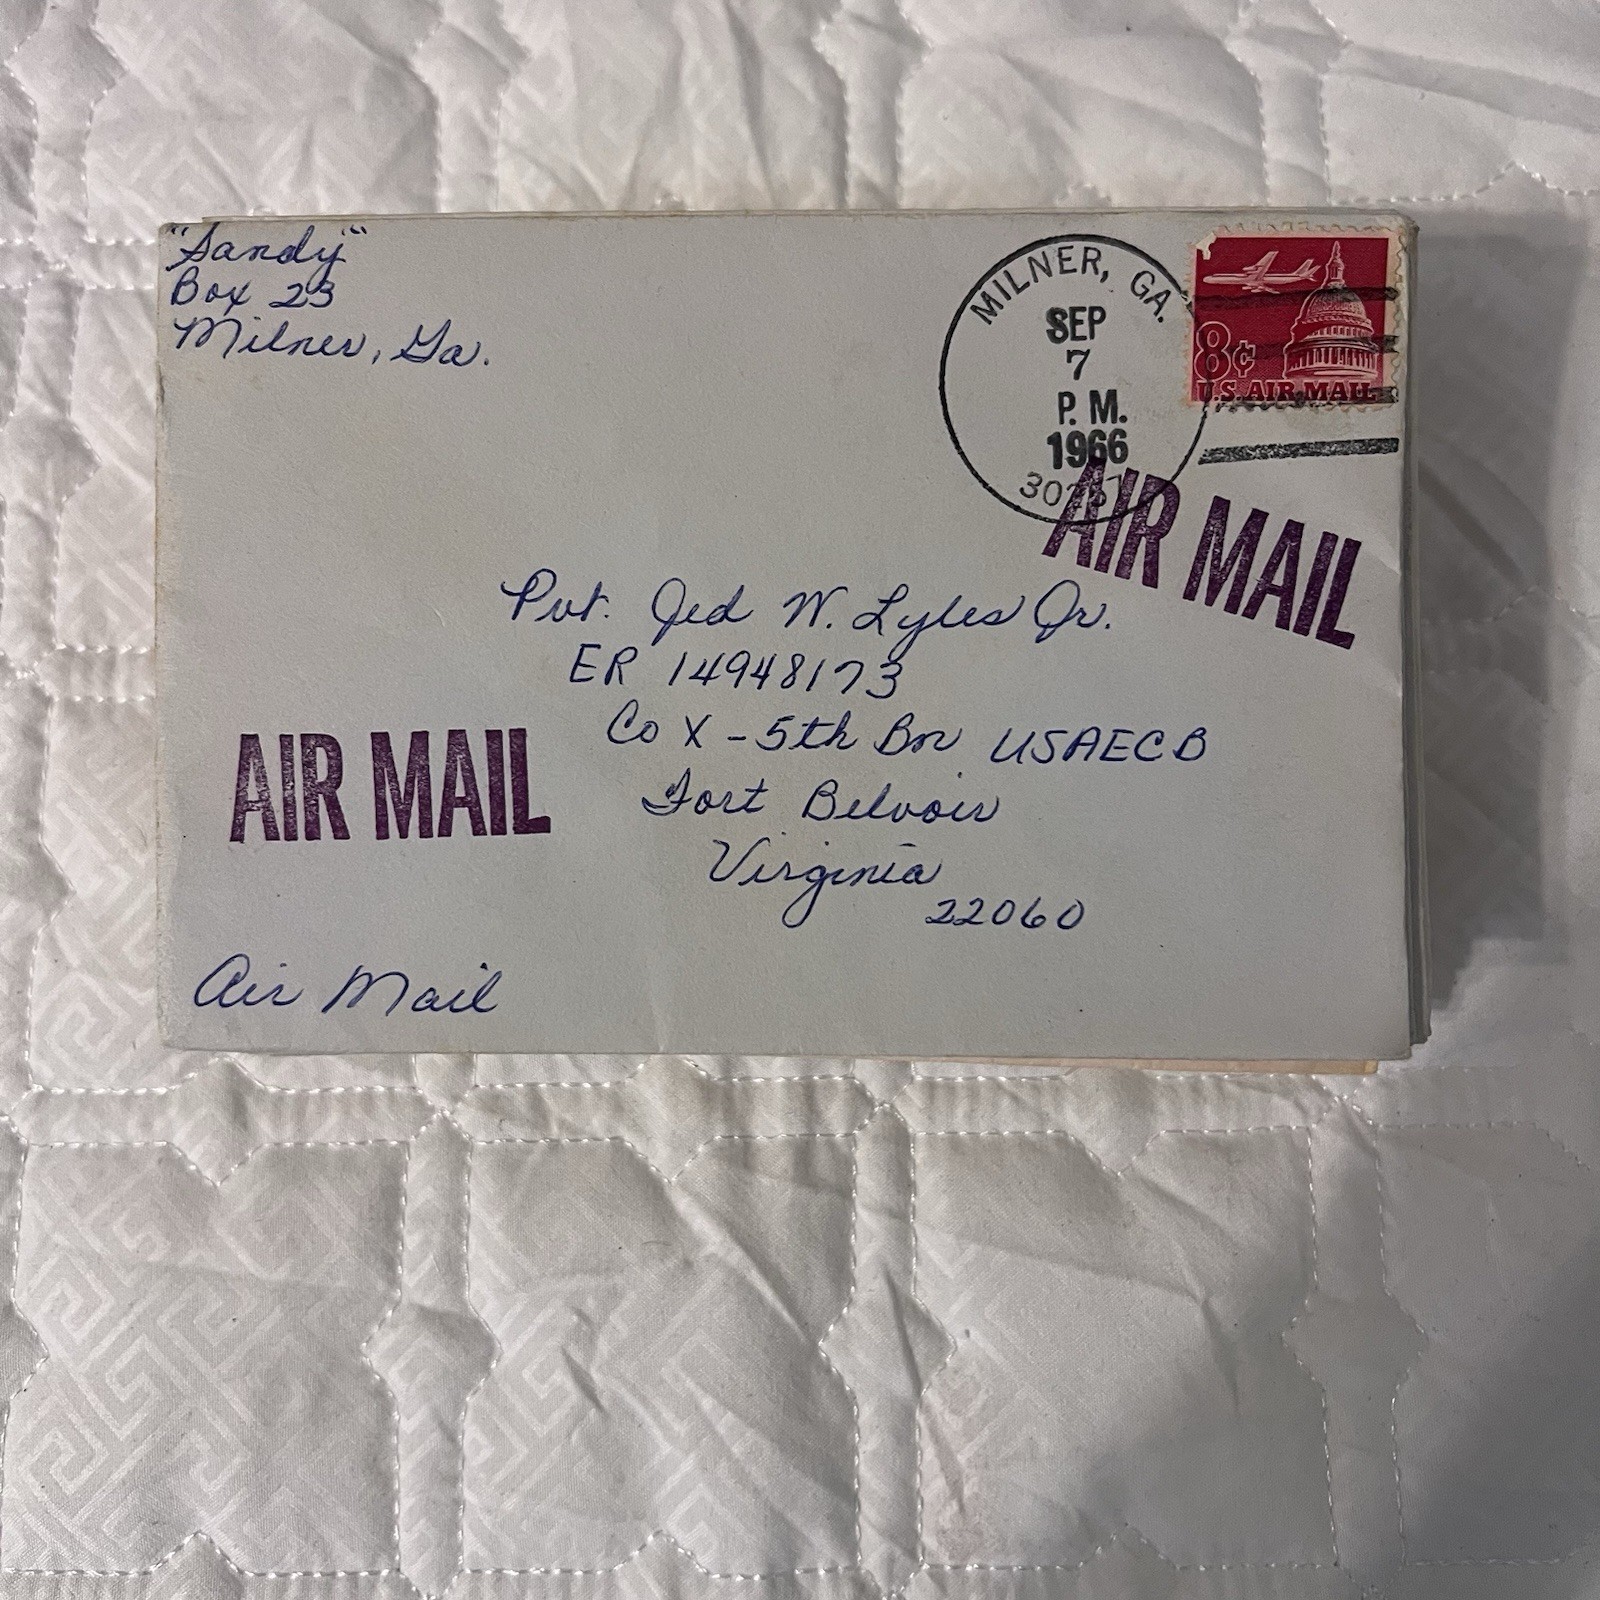 "Sandy"
Box 23
Milner, Ga.
MILNER, GA.
SEP
7
P. M.
1966
8¢
U.S. AIR MAIL
AIR MAIL
Pvt. Jed W. Lyles Jr.
ER 14948173
Co X - 5th Bn USAECB
Fort Belvoir
Virginia
22060
AIR MAIL
Air Mail